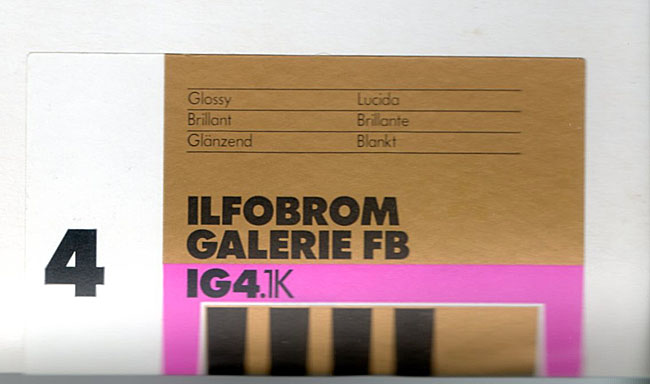 Glossy Lucida
Brillant Brillante
Glänzend Blankt
ILFOBROM
GALERIE FB
4
IG4.1K